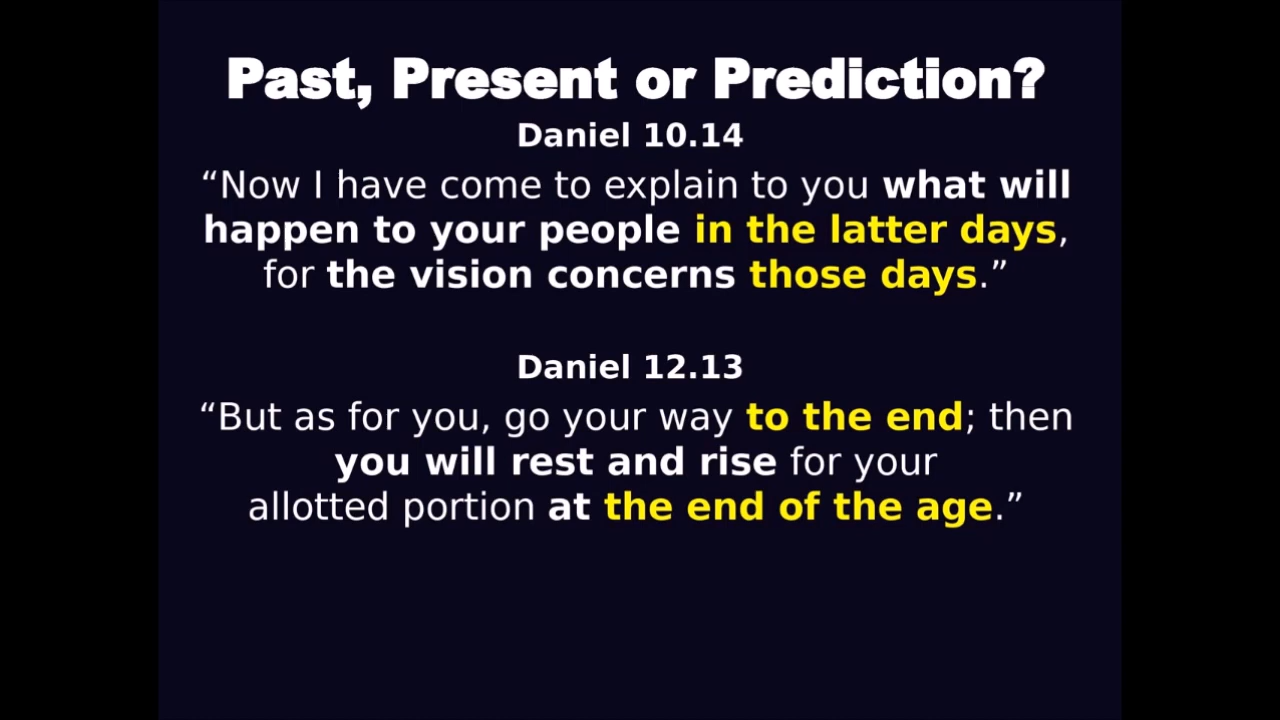 Past, Present or Prediction?
Daniel 10.14
“Now I have come to explain to you what will
happen to your people in the latter days,
for the vision concerns those days.”
Daniel 12.13
“But as for you, go your way to the end; then
you will rest and rise for your
allotted portion at the end of the age.”